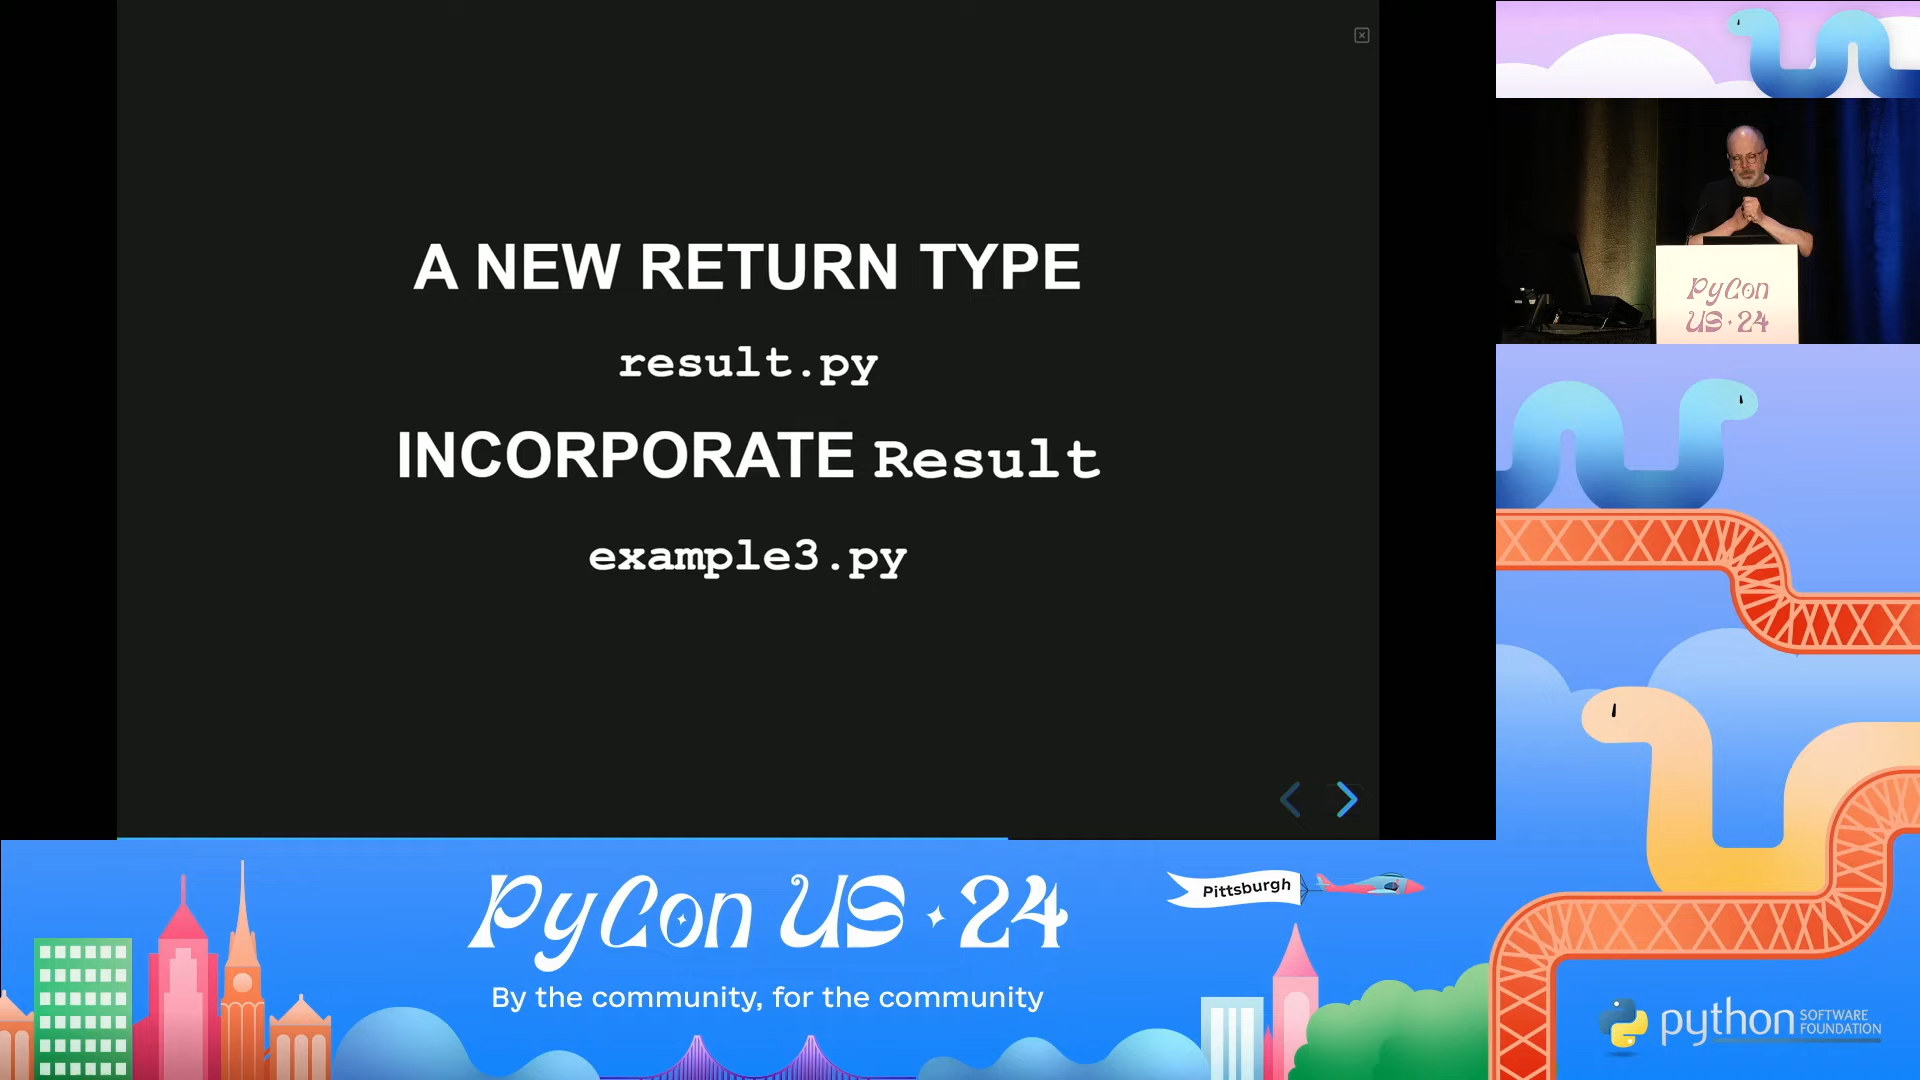 A NEW RETURN TYPE
result.py
INCORPORATE Result
example3.py
PyCon
US · 24
PyCon US · 24
By the community, for the community
Pittsburgh
python
SOFTWARE
FOUNDATION